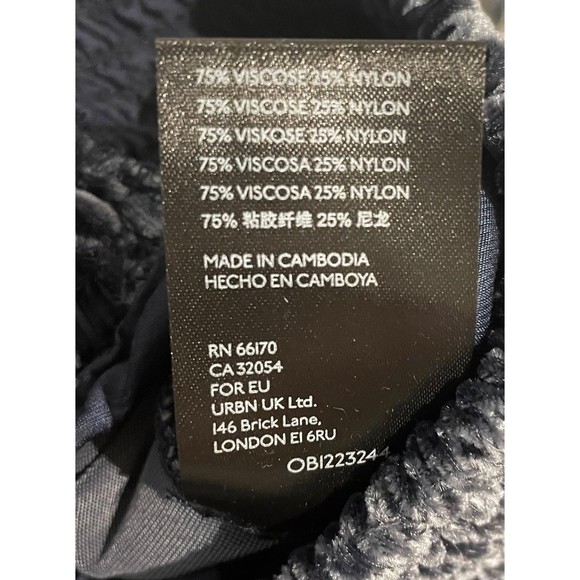 75% VISCOSE 25% NYLON
75% VISCOSE 25% NYLON
75% VISKOSE 25% NYLON
75% VISCOSA 25% NYLON
75% VISCOSA 25% NYLON
75% 粘胶纤维 25% 尼龙
MADE IN CAMBODIA
HECHO EN CAMBOYA
RN 66170
CA 32054
FOR EU
URBN UK Ltd.
146 Brick Lane,
LONDON E1 6RU
OB1223244